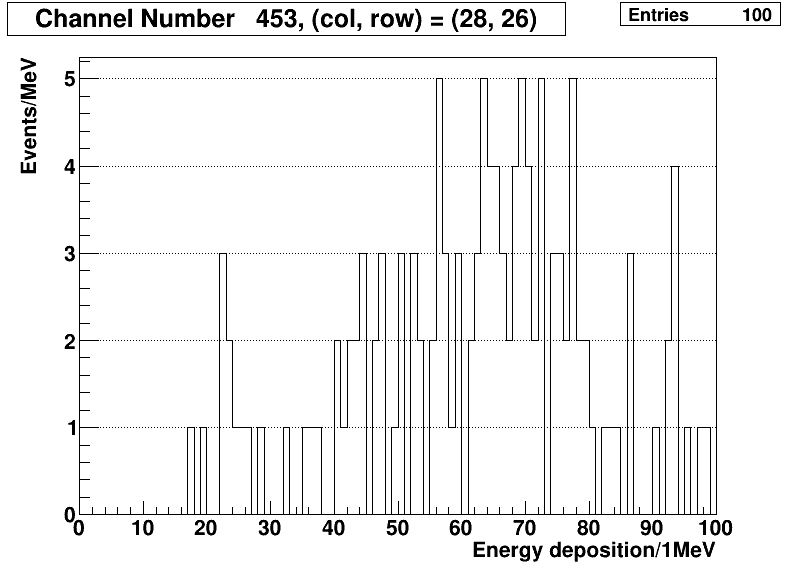 Channel Number 453, (col, row) = (28, 26)
Entries 100
Events/MeV
5
4
3
2
1
0
0 10 20 30 40 50 60 70 80 90 100
Energy deposition/1MeV